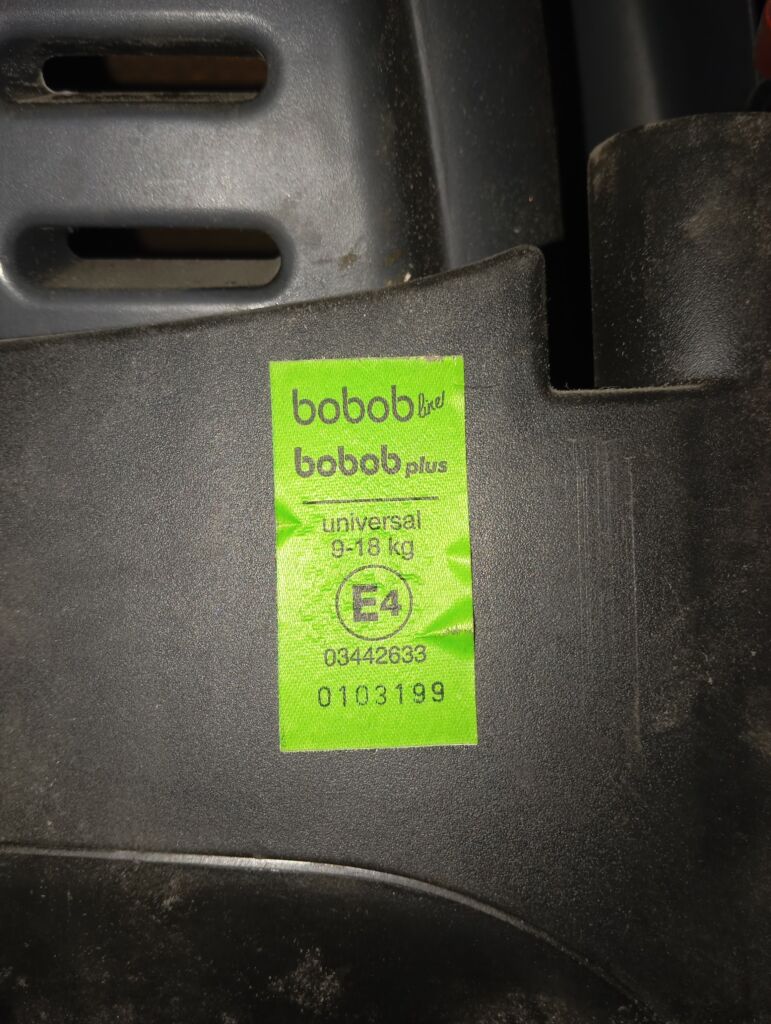 bobob line
bobob plus
universal
9-18 kg
E4
03442633
0103199